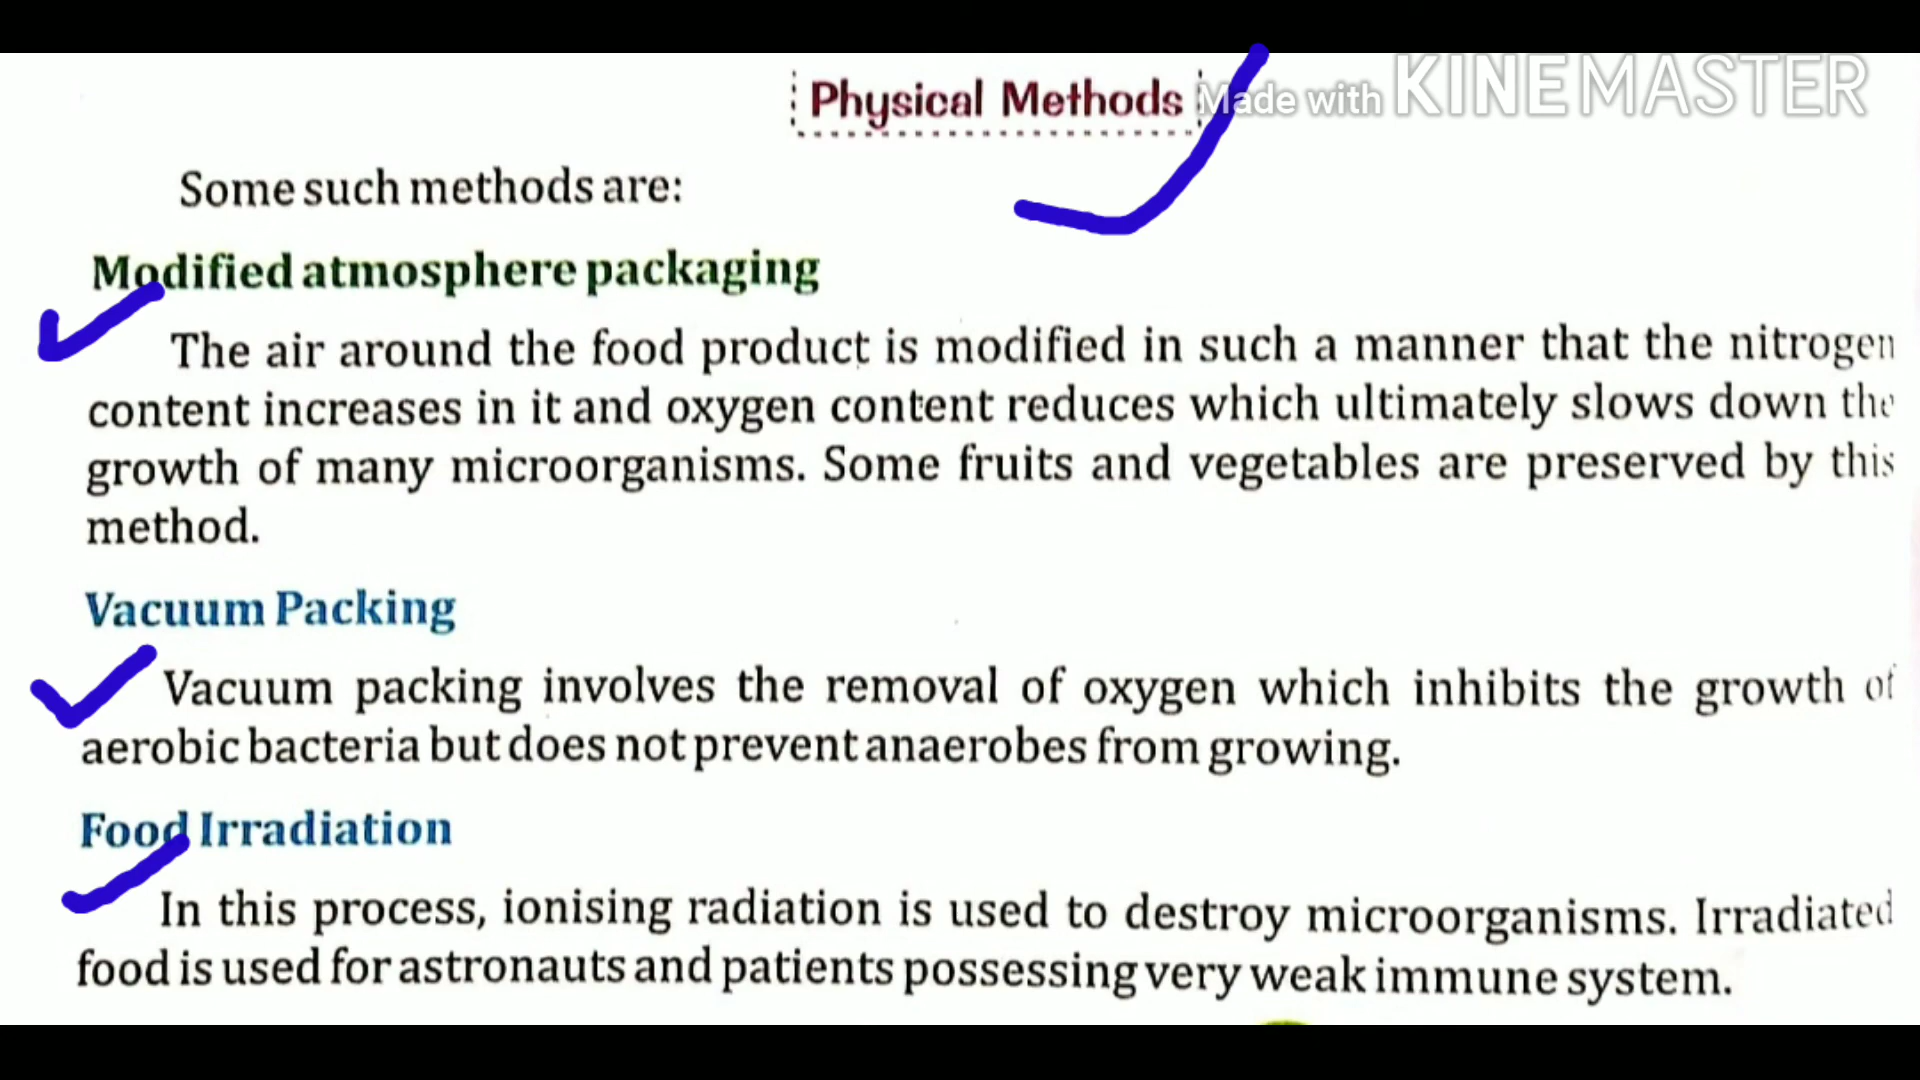 Physical Methods
Made with KINEMASTER
Some such methods are:
Modified atmosphere packaging
The air around the food product is modified in such a manner that the nitrogen
content increases in it and oxygen content reduces which ultimately slows down the
growth of many microorganisms. Some fruits and vegetables are preserved by this
method.
Vacuum Packing
Vacuum packing involves the removal of oxygen which inhibits the growth of
aerobic bacteria but does not prevent anaerobes from growing.
Food Irradiation
In this process, ionising radiation is used to destroy microorganisms. Irradiated
food is used for astronauts and patients possessing very weak immune system.